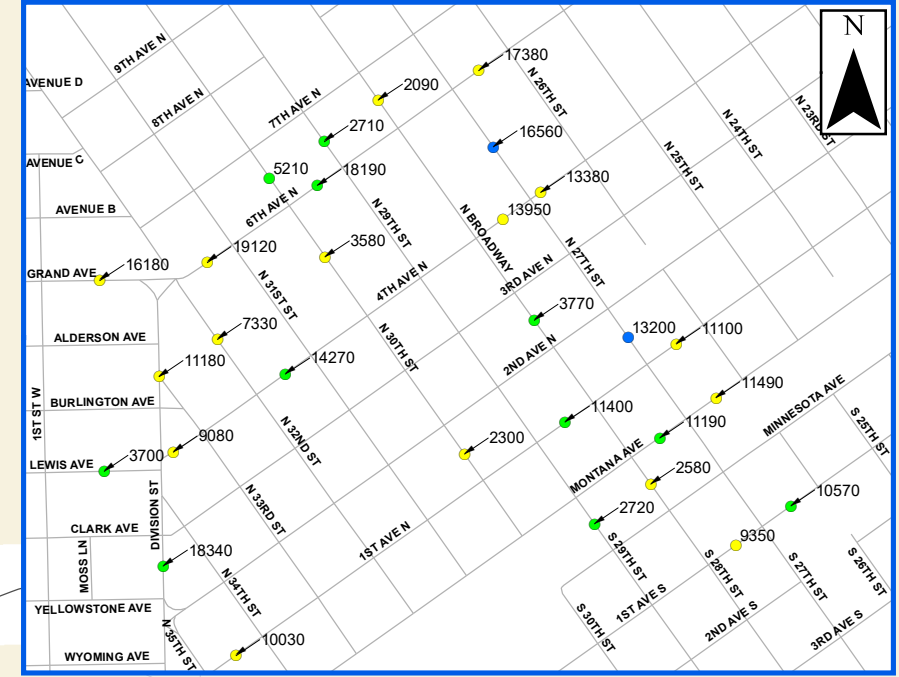 N
9TH AVE N
17380
AVENUE D
2090
N 26TH ST
8TH AVE N
7TH AVE N
N 23RD ST
2710
16560
N 24TH ST
AVENUE C
5210
18190
13380
N 25TH ST
AVENUE B
6TH AVE N
N 29TH ST
N BROADWAY
13950
19120
3580
N 27TH ST
GRAND AVE
16180
N 31ST ST
4TH AVE N
3RD AVE N
3770
ALDERSON AVE
7330
N 30TH ST
2ND AVE N
13200
11100
11180
14270
11490
1ST ST W
BURLINGTON AVE
11400
MINNESOTA AVE
S 25TH ST
9080
N 32ND ST
2300
11190
LEWIS AVE
3700
MONTANA AVE
2580
10570
DIVISION ST
N 33RD ST
2720
CLARK AVE
1ST AVE N
9350
MOSS LN
18340
N 34TH ST
S 29TH ST
S 28TH ST
S 27TH ST
S 26TH ST
YELLOWSTONE AVE
1ST AVE S
S 30TH ST
2ND AVE S
3RD AVE S
N 35TH ST
10030
WYOMING AVE